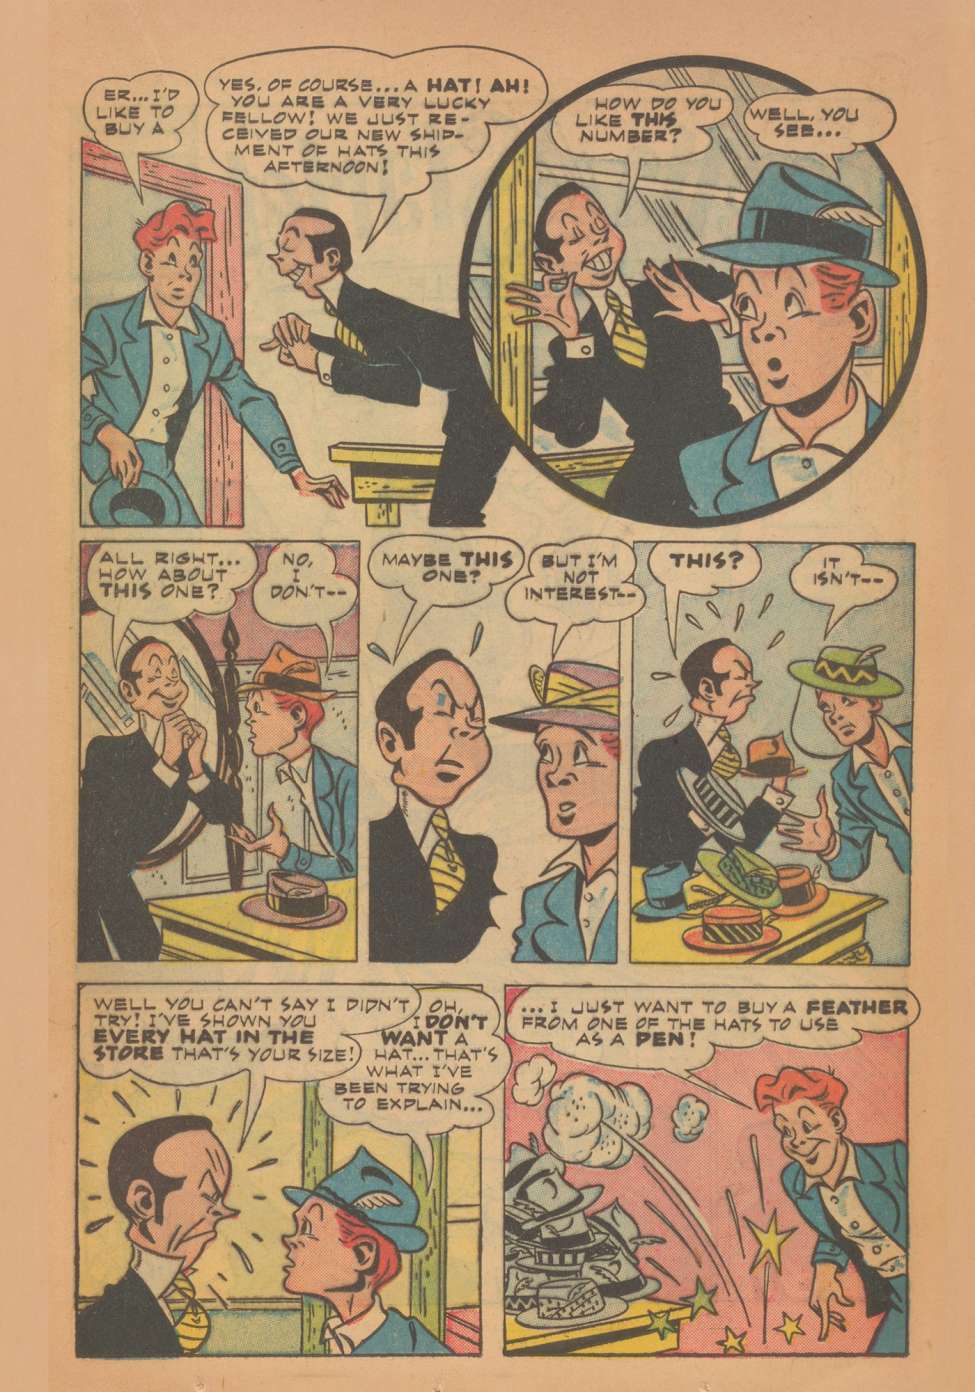 ER...I'D
LIKE TO
BUY A
YES, OF COURSE...A HAT! AH!
YOU ARE A VERY LUCKY
FELLOW! WE JUST RE-
CEIVED OUR NEW SHIP-
MENT OF HATS THIS
AFTERNOON!
HOW DO YOU
LIKE THIS
NUMBER?
WELL, YOU
SEE...
ALL RIGHT...
HOW ABOUT
THIS ONE?
NO,
I
DON'T--
MAYBE THIS
ONE?
BUT I'M
NOT
INTEREST--
THIS?
IT
ISN'T--
WELL YOU CAN'T SAY I DIDN'T
TRY! I'VE SHOWN YOU
EVERY HAT IN THE
STORE THAT'S YOUR SIZE!
OH,
I DON'T
WANT A
HAT...THAT'S
WHAT I'VE
BEEN TRYING
TO EXPLAIN...
...I JUST WANT TO BUY A FEATHER
FROM ONE OF THE HATS TO USE
AS A PEN!